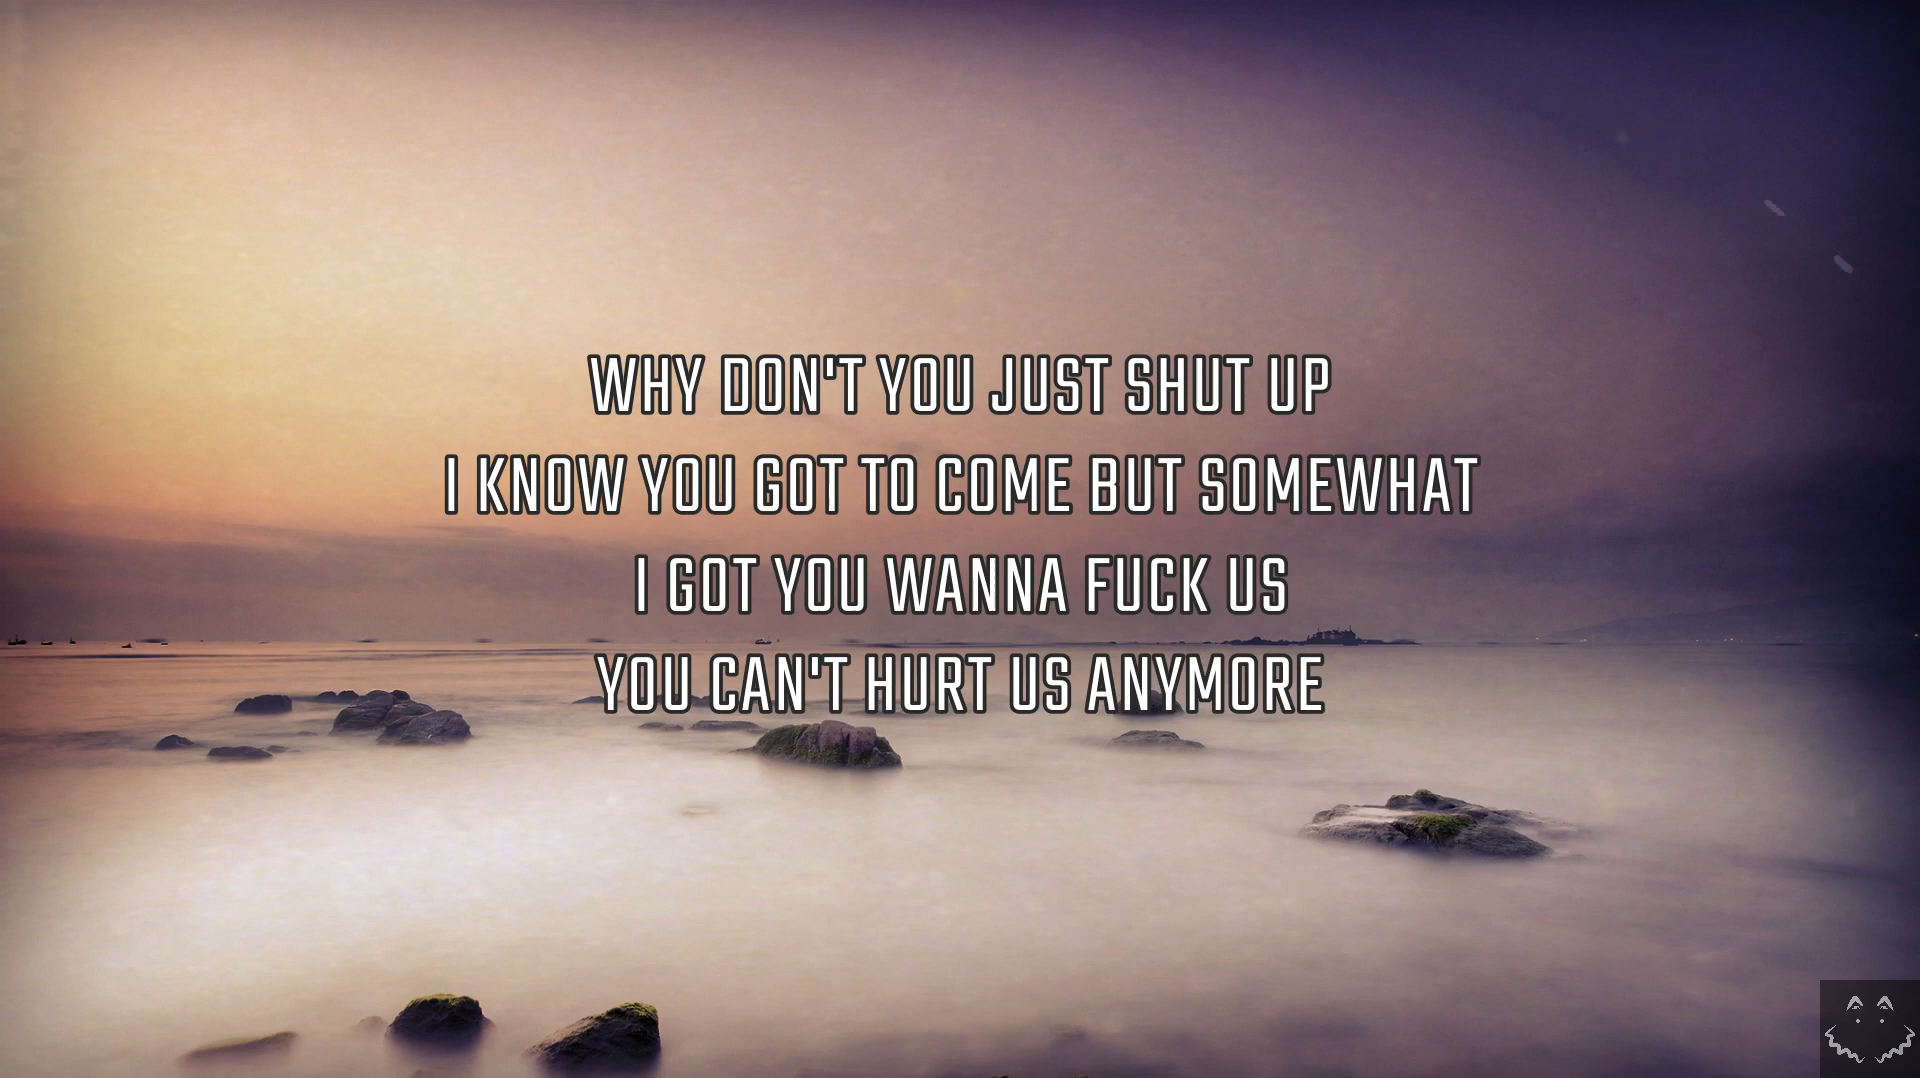 WHY DON'T YOU JUST SHUT UP
I KNOW YOU GOT TO COME BUT SOMEWHAT
I GOT YOU WANNA FUCK US
YOU CAN'T HURT US ANYMORE